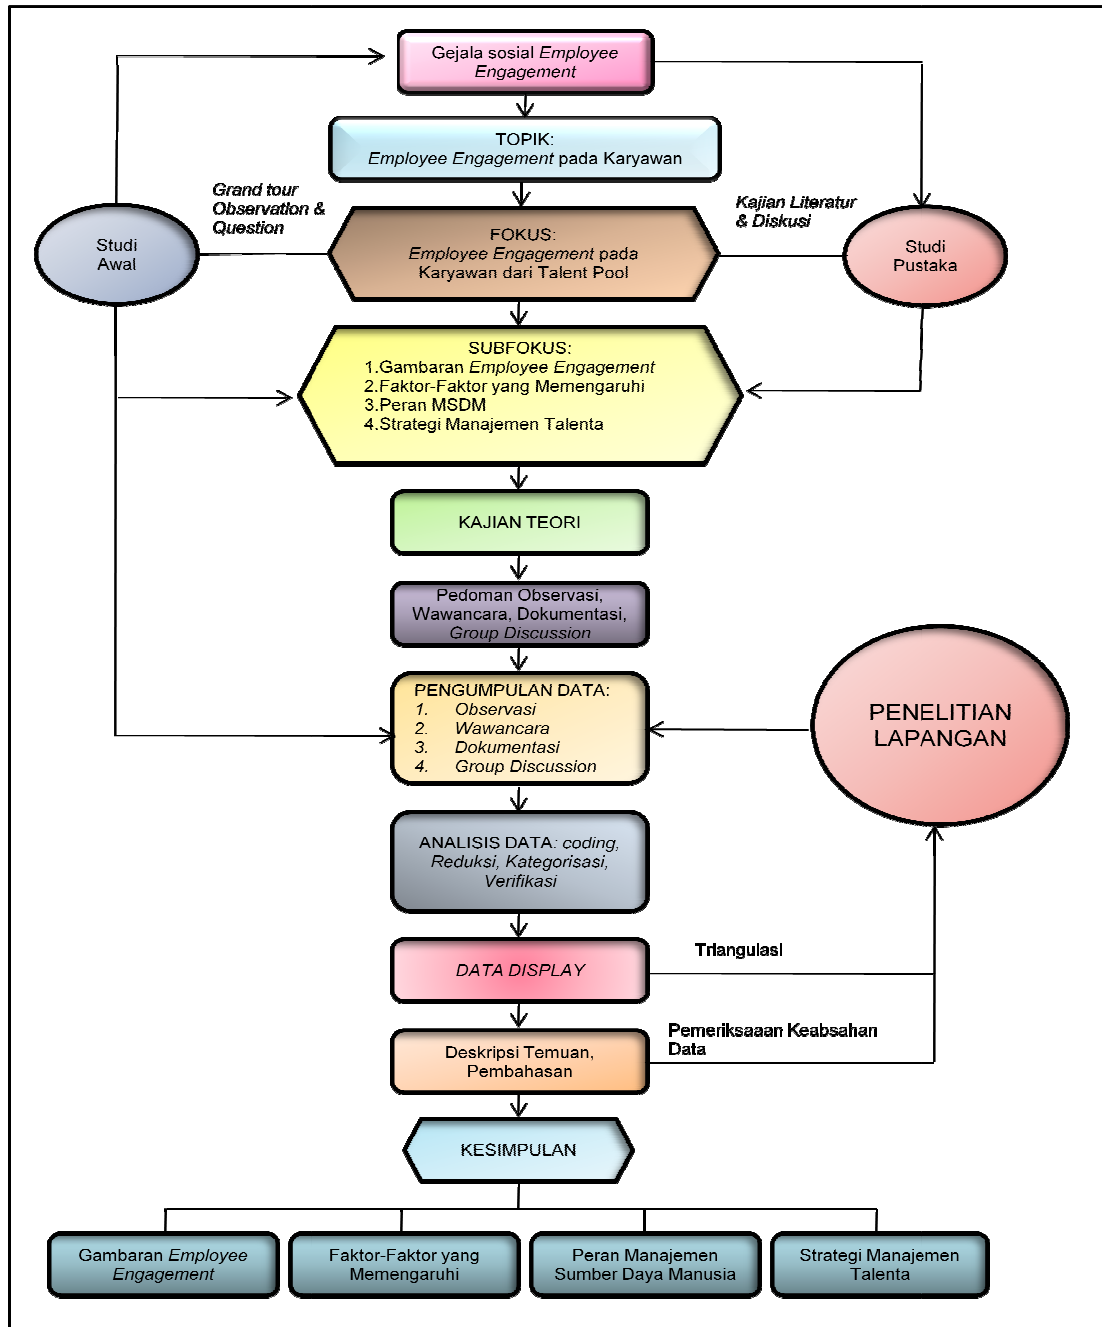 Gejala sosial Employee
Engagement
TOPIK:
Employee Engagement pada Karyawan
Grand tour
Observation &
Question
Kajian Literatur
& Diskusi
Studi
Awal
FOKUS:
Employee Engagement pada
Karyawan dari Talent Pool
Studi
Pustaka
SUBFOKUS:
1.Gambaran Employee Engagement
2.Faktor-Faktor yang Memengaruhi
3.Peran MSDM
4.Strategi Manajemen Talenta
KAJIAN TEORI
Pedoman Observasi,
Wawancara, Dokumentasi,
Group Discussion
PENGUMPULAN DATA:
1. Observasi
2. Wawancara
3. Dokumentasi
4. Group Discussion
PENELITIAN
LAPANGAN
ANALISIS DATA: coding,
Reduksi, Kategorisasi,
Verifikasi
DATA DISPLAY
Triangulasi
Deskripsi Temuan,
Pembahasan
Pemeriksaaan Keabsahan
Data
KESIMPULAN
Gambaran Employee
Engagement
Faktor-Faktor yang
Memengaruhi
Peran Manajemen
Sumber Daya Manusia
Strategi Manajemen
Talenta